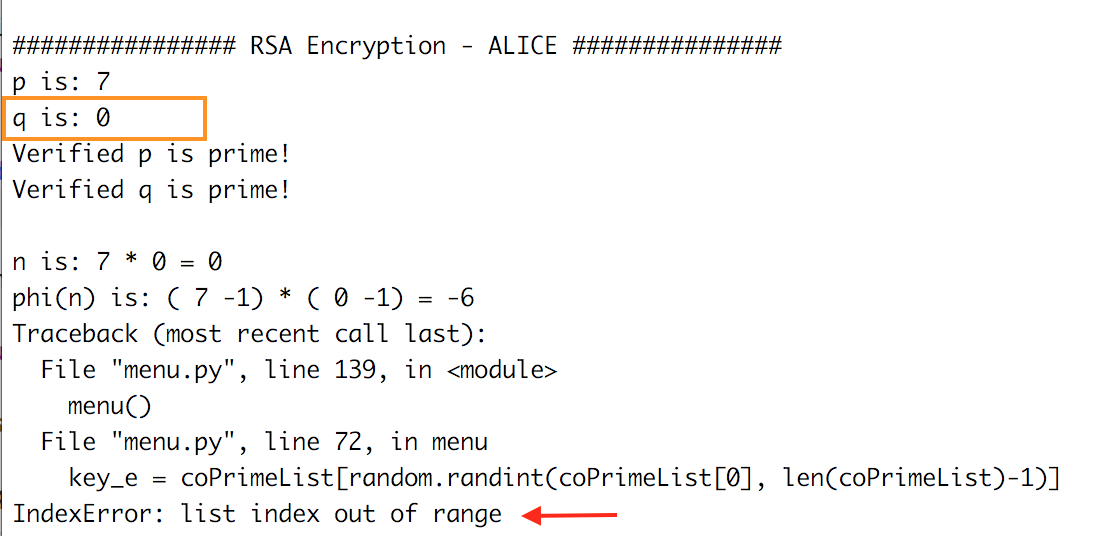 ################ RSA Encryption - ALICE ###############
p is: 7
q is: 0
Verified p is prime!
Verified q is prime!
n is: 7 * 0 = 0
phi(n) is: ( 7 -1) * ( 0 -1) = -6
Traceback (most recent call last):
  File "menu.py", line 139, in <module>
    menu()
  File "menu.py", line 72, in menu
    key_e = coPrimeList[random.randint(coPrimeList[0], len(coPrimeList)-1)]
IndexError: list index out of range